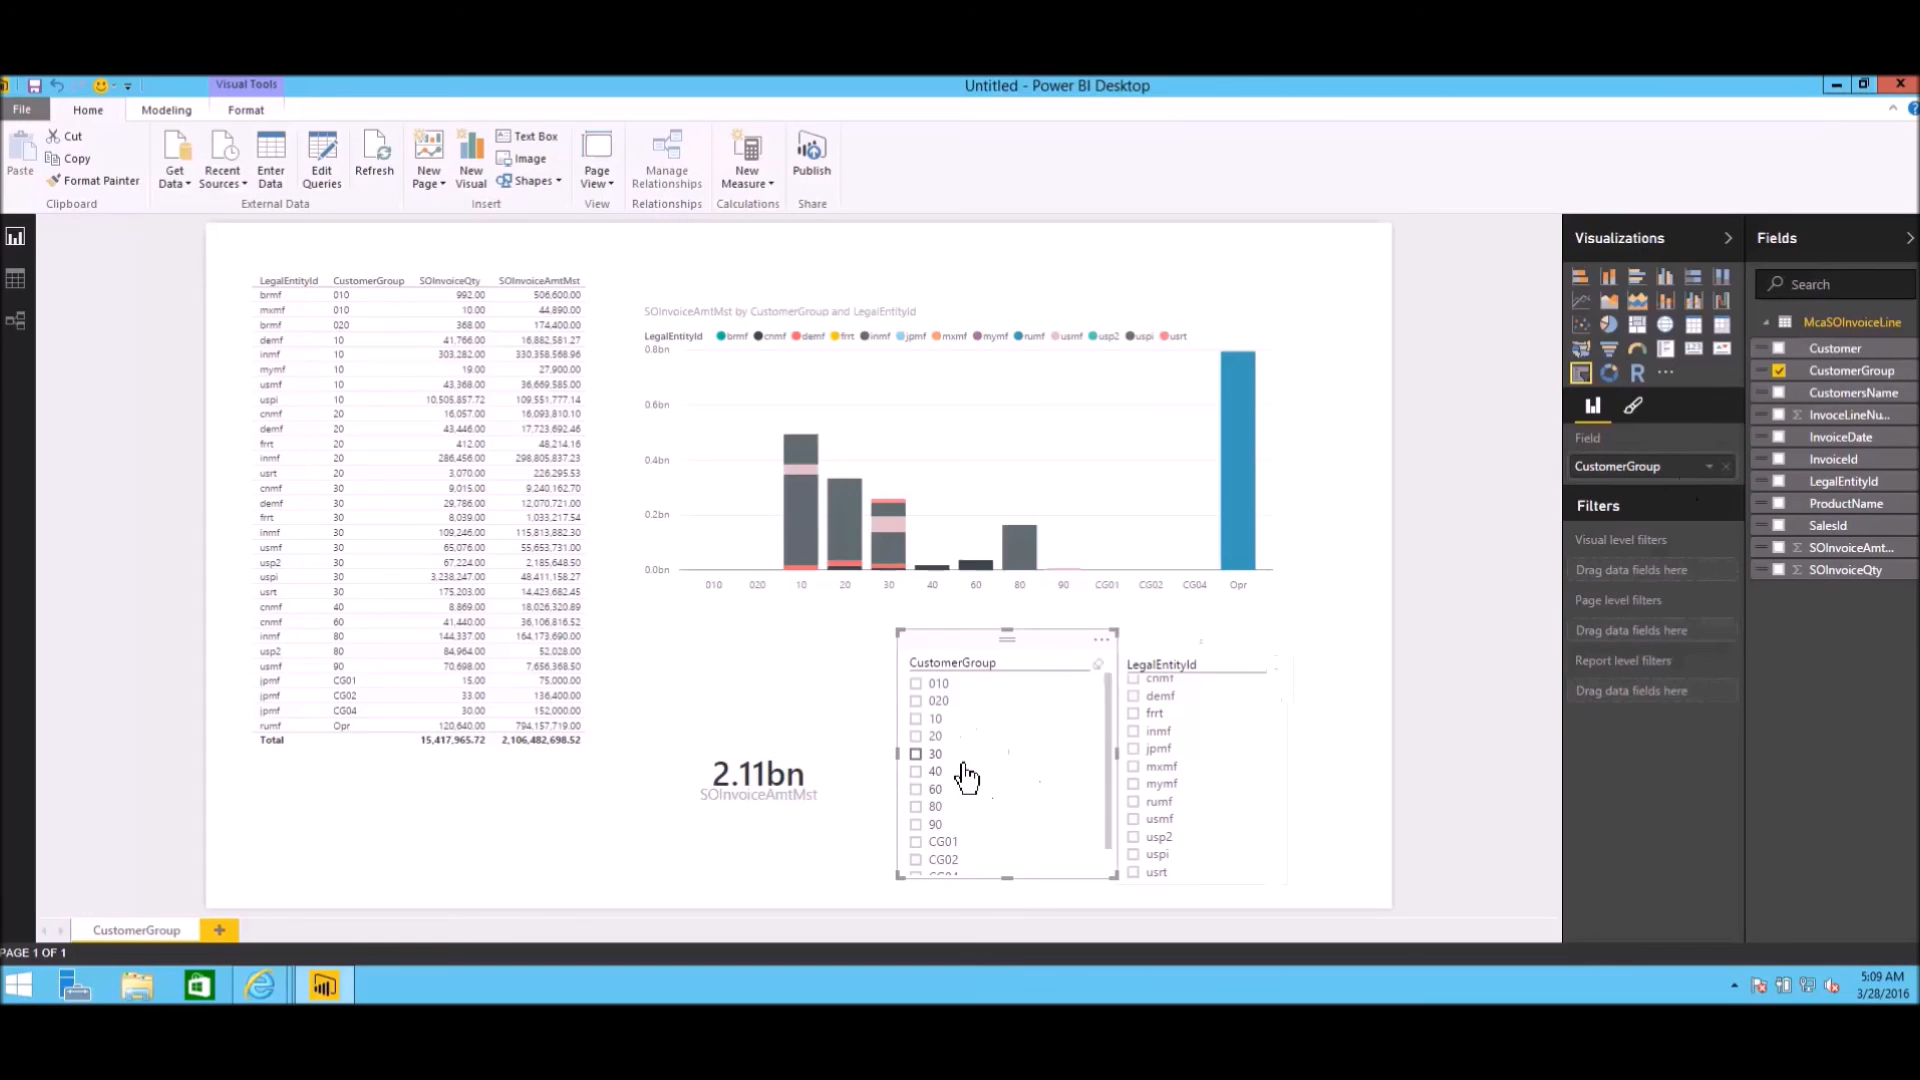 Visual Tools
Untitled - Power BI Desktop
File Home Modeling Format
Paste
Cut
Copy
Format Painter
Clipboard
Get Data
Recent Sources
Enter Data
Edit Queries
Refresh
External Data
New Page
New Visual
Text Box
Image
Shapes
Insert
Page View
View
Manage Relationships
Relationships
New Measure
Calculations
Publish
Share
LegalEntityId CustomerGroup SOInvoiceQty SOInvoiceAmtMst
brmf 010 992.00 506,600.00
mxmf 010 10.00 44,890.00
brmf 020 368.00 174,400.00
demf 10 41,766.00 16,882,581.27
inmf 10 303,282.00 330,358,568.96
mymf 10 19.00 27,900.00
usmf 10 43,368.00 36,669,585.00
uspi 10 10,505,857.72 109,551,777.14
cnmf 20 16,057.00 16,093,810.10
demf 20 43,446.00 17,723,692.46
frrt 20 412.00 48,214.16
inmf 20 286,456.00 298,805,837.23
usrt 20 3,070.00 226,295.53
cnmf 30 9,015.00 9,240,162.70
demf 30 29,786.00 12,070,721.00
frrt 30 8,039.00 1,033,217.54
inmf 30 109,246.00 115,813,882.30
usmf 30 65,076.00 55,653,731.00
usp2 30 67,224.00 2,185,648.50
uspi 30 3,238,247.00 48,411,158.27
usrt 30 175,203.00 14,423,682.45
cnmf 40 8,869.00 18,026,320.89
cnmf 60 41,440.00 36,106,816.52
inmf 80 144,337.00 164,173,690.00
usp2 80 84,964.00 52,028.00
usmf 90 70,698.00 7,656,368.50
jpmf CG01 15.00 75,000.00
jpmf CG02 33.00 136,400.00
jpmf CG04 30.00 152,000.00
rumf Opr 120,640.00 794,157,719.00
Total 15,417,965.72 2,106,482,698.52
SOInvoiceAmtMst by CustomerGroup and LegalEntityId
LegalEntityId brmf cnmf demf frrt inmf jpmf mxmf mymf rumf usmf usp2 uspi usrt
0.8bn
0.6bn
0.4bn
0.2bn
0.0bn
010 020 10 20 30 40 60 80 90 CG01 CG02 CG04 Opr
2.11bn
SOInvoiceAmtMst
CustomerGroup
010
020
10
20
30
40
60
80
90
CG01
CG02
CG04
LegalEntityId
cnmf
demf
frrt
inmf
jpmf
mxmf
mymf
rumf
usmf
usp2
uspi
usrt
Visualizations
R
Field
CustomerGroup
Filters
Visual level filters
Drag data fields here
Page level filters
Drag data fields here
Report level filters
Drag data fields here
Fields
Search
McaSOInvoiceLine
Customer
CustomerGroup
CustomersName
Σ InvoceLineNu...
InvoiceDate
InvoiceId
LegalEntityId
ProductName
SalesId
Σ SOInvoiceAmt...
Σ SOInvoiceQty
CustomerGroup
PAGE 1 OF 1
5:09 AM
3/28/2016